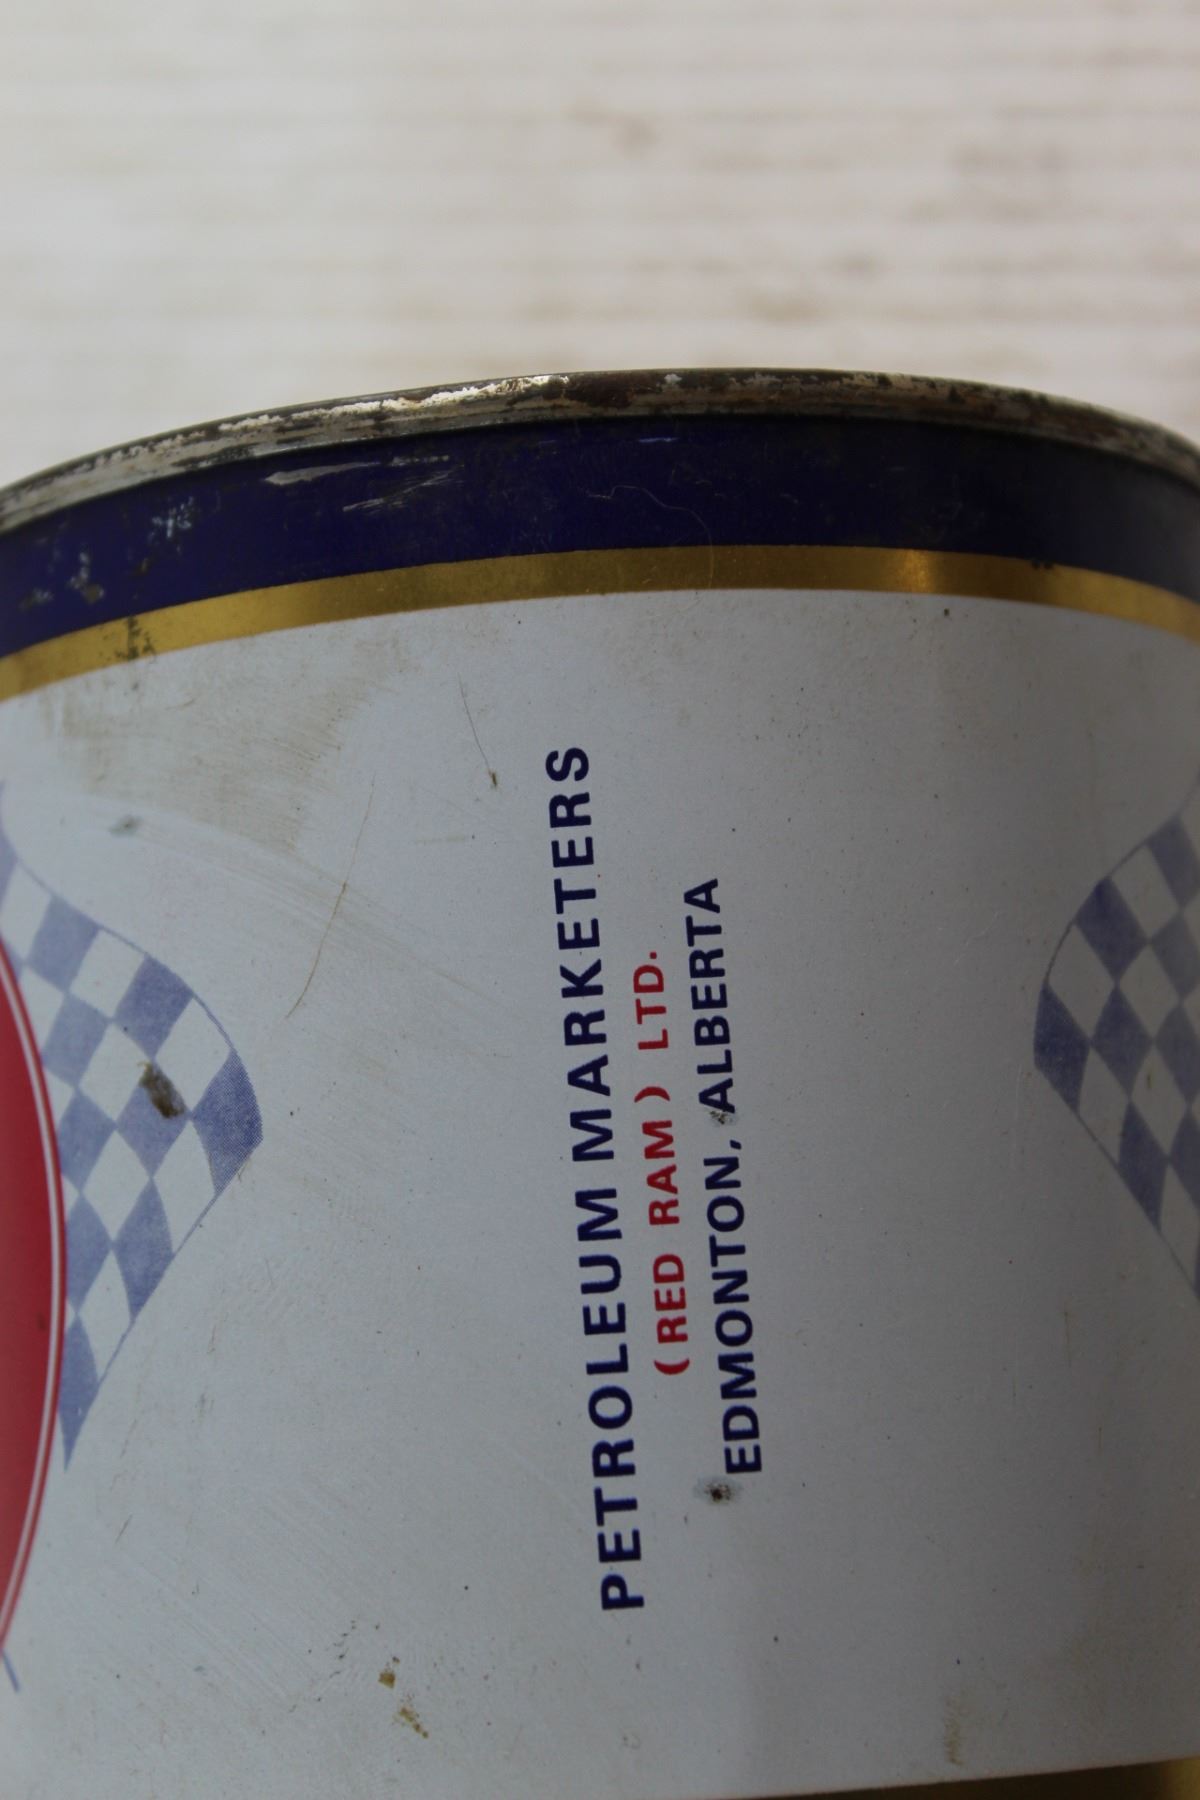 PETROLEUM MARKETERS
(RED RAM) LTD.
EDMONTON, ALBERTA